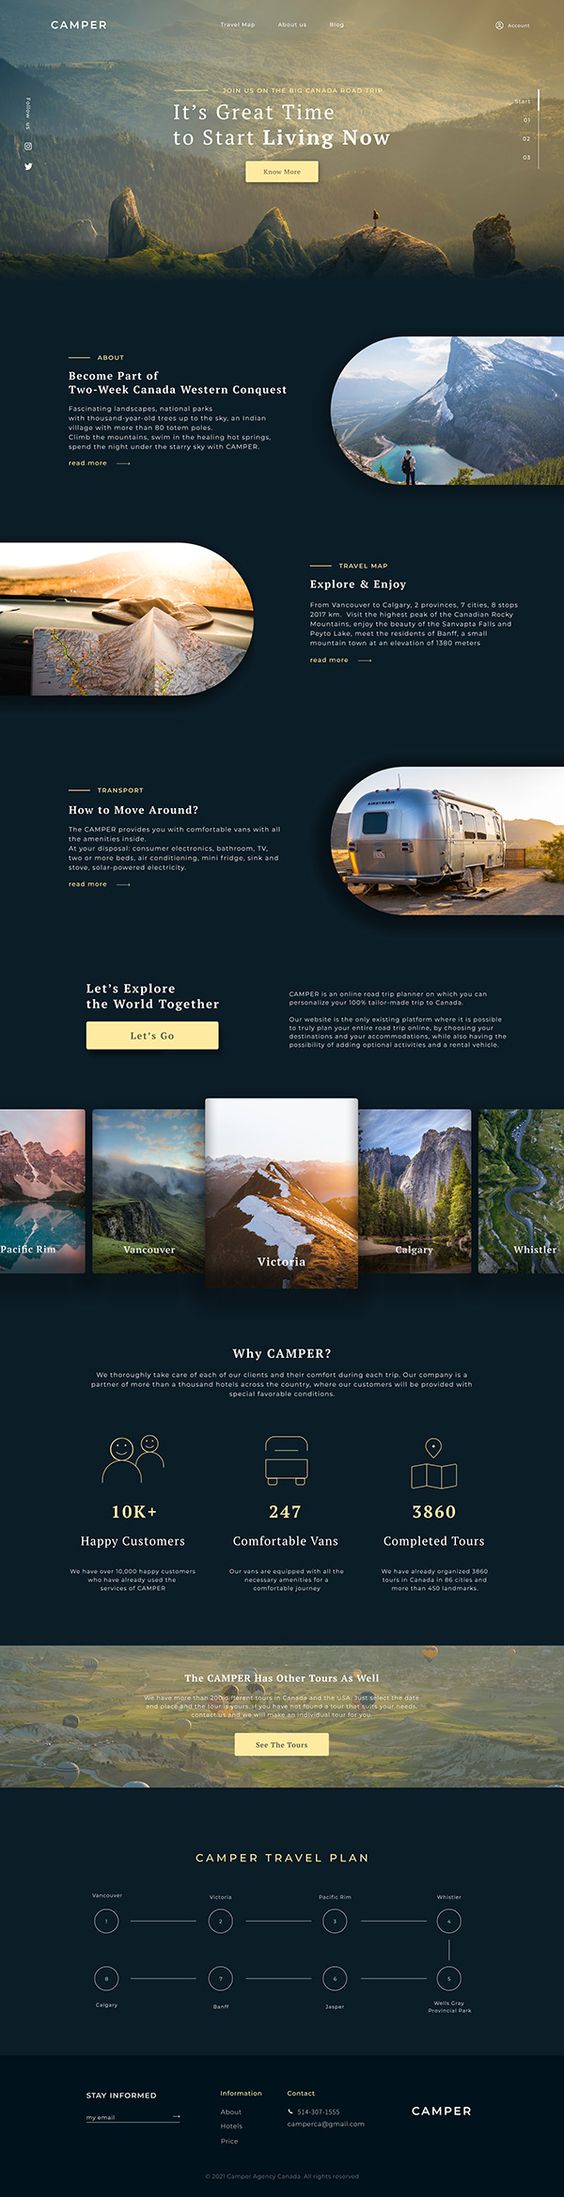 CAMPER
Travel Map
About us
Blog
Account
JOIN US ON THE BIG CANADA ROAD TRIP
It's Great Time
to Start Living Now
Know More
Follow us
Start
01
02
03
ABOUT
Become Part of
Two-Week Canada Western Conquest
Fascinating landscapes, national parks
with thousand-year-old trees up to the sky, an Indian
village with more than 80 totem poles.
Climb the mountains, swim in the healing hot springs,
spend the night under the starry sky with CAMPER.
read more
TRAVEL MAP
Explore & Enjoy
From Vancouver to Calgary, 2 provinces, 7 cities, 8 stops
2017 km. Visit the highest peak of the Canadian Rocky
Mountains, enjoy the beauty of the Sanvapta Falls and
Peyto Lake, meet the residents of Banff, a small
mountain town at an elevation of 1380 meters
read more
TRANSPORT
How to Move Around?
The CAMPER provides you with comfortable vans with all
the amenities inside.
At your disposal: consumer electronics, bathroom, TV,
two or more beds, air conditioning, mini fridge, sink and
stove, solar-powered electricity.
read more
AIRSTREAM
Let's Explore
the World Together
Let's Go
CAMPER is an online road trip planner on which you can
personalize your 100% tailor-made trip to Canada.
Our website is the only existing platform where it is possible
to truly plan your entire road trip online, by choosing your
destinations and your accommodations, while also having the
possibility of adding optional activities and a rental vehicle.
Pacific Rim
Vancouver
Victoria
Calgary
Whistler
Why CAMPER?
We thoroughly take care of each of our clients and their comfort during each trip. Our company is a
partner of more than a thousand hotels across the country, where our customers will be provided with
special favorable conditions.
10K+
Happy Customers
We have over 10,000 happy customers
who have already used the
services of CAMPER
247
Comfortable Vans
Our vans are equipped with all the
necessary amenities for a
comfortable journey
3860
Completed Tours
We have already organized 3860
tours in Canada in 86 cities and
more than 450 landmarks.
The CAMPER Has Other Tours As Well
We have more than 200 different tours in Canada and the USA. Just select the date
and place and the tour is yours. If you have not found a tour that suits your needs,
contact us and we will make an individual tour for you.
See The Tours
CAMPER TRAVEL PLAN
Vancouver
Victoria
Pacific Rim
Whistler
1
2
3
4
8
7
6
5
Calgary
Banff
Jasper
Wells Gray
Provincial Park
STAY INFORMED
my email
Information
About
Hotels
Price
Contact
514-307-1555
camperca@gmail.com
CAMPER
© 2021 Camper Agency Canada. All rights reserved